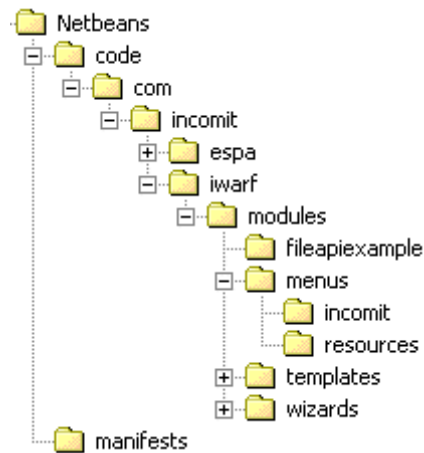 Netbeans
code
com
incomit
espa
iwarf
modules
fileapiexample
menus
incomit
resources
templates
wizards
manifests